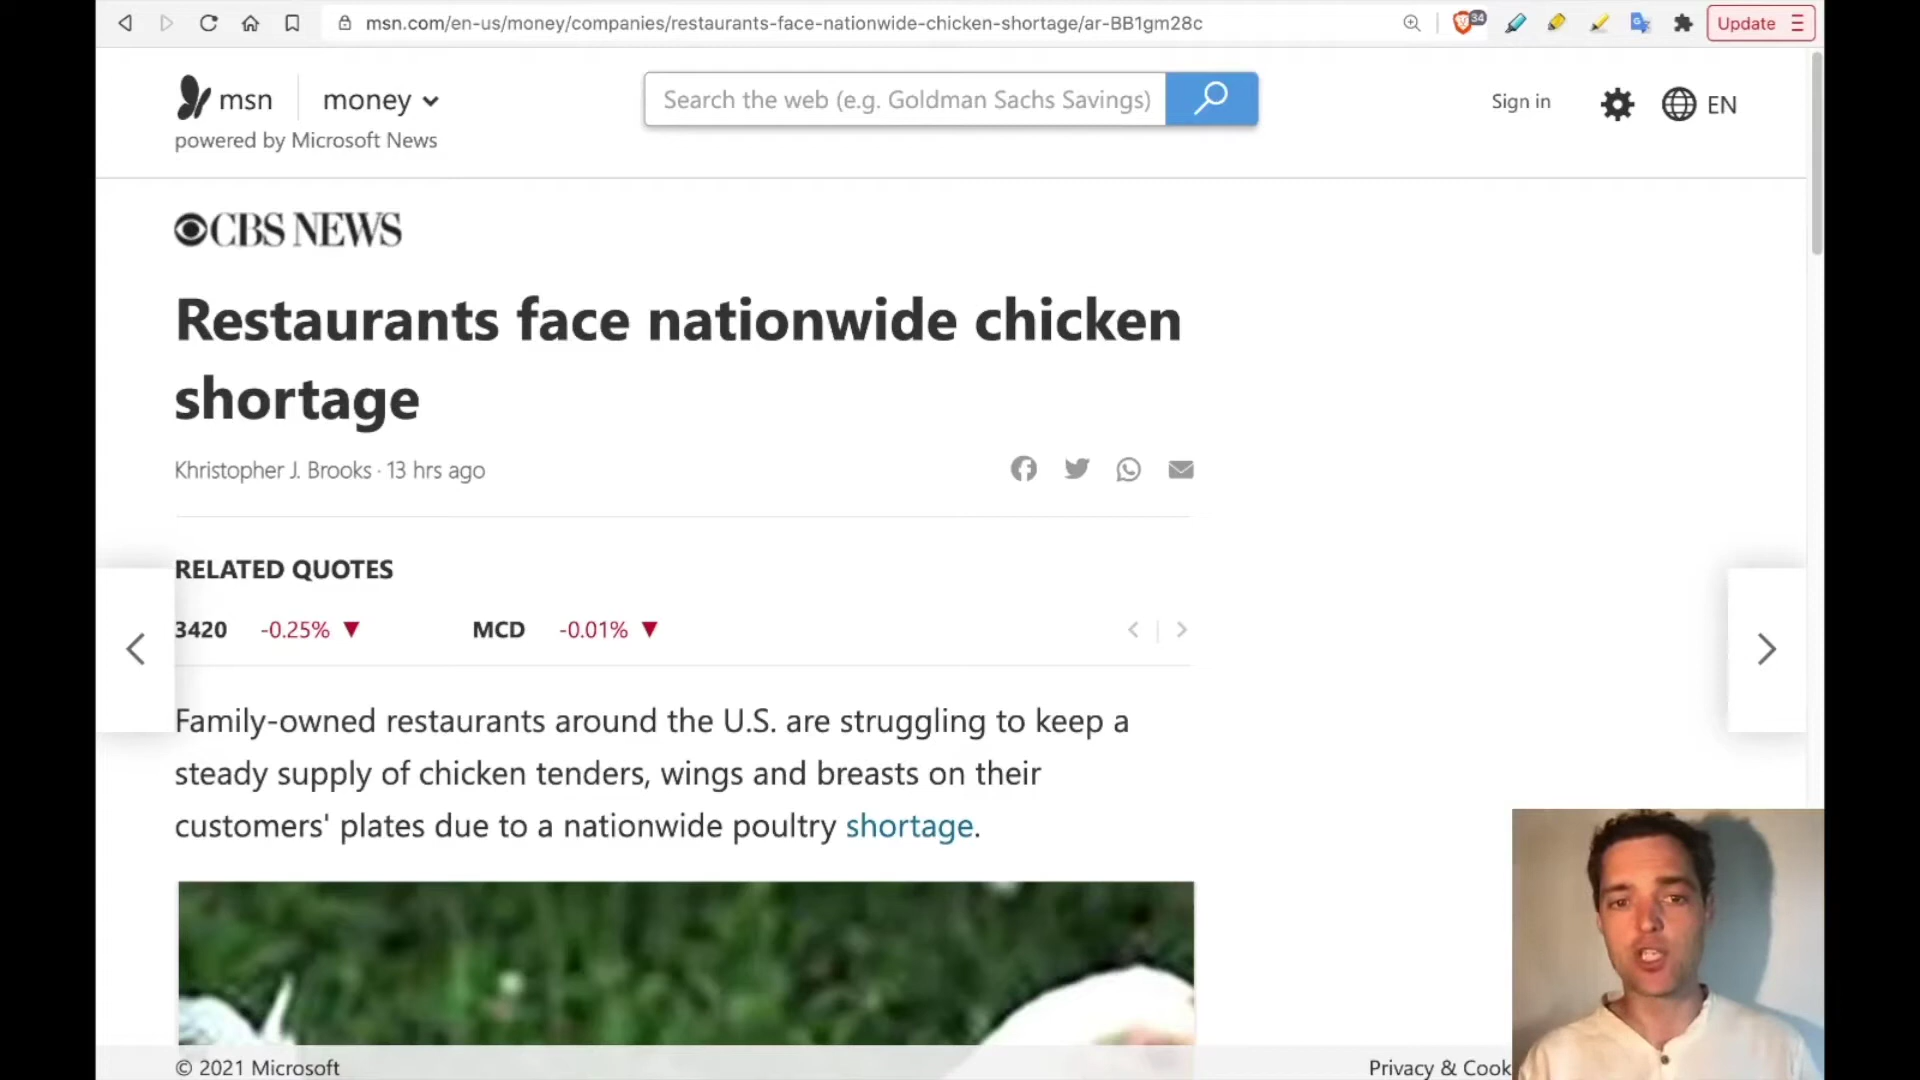 msn.com/en-us/money/companies/restaurants-face-nationwide-chicken-shortage/ar-BB1gm28c
34
Update
msn money
powered by Microsoft News
Search the web (e.g. Goldman Sachs Savings)
Sign in
EN
CBS NEWS
Restaurants face nationwide chicken
shortage
Khristopher J. Brooks · 13 hrs ago
RELATED QUOTES
3420 -0.25% ▼ MCD -0.01% ▼
Family-owned restaurants around the U.S. are struggling to keep a
steady supply of chicken tenders, wings and breasts on their
customers' plates due to a nationwide poultry shortage.
© 2021 Microsoft
Privacy & Cook